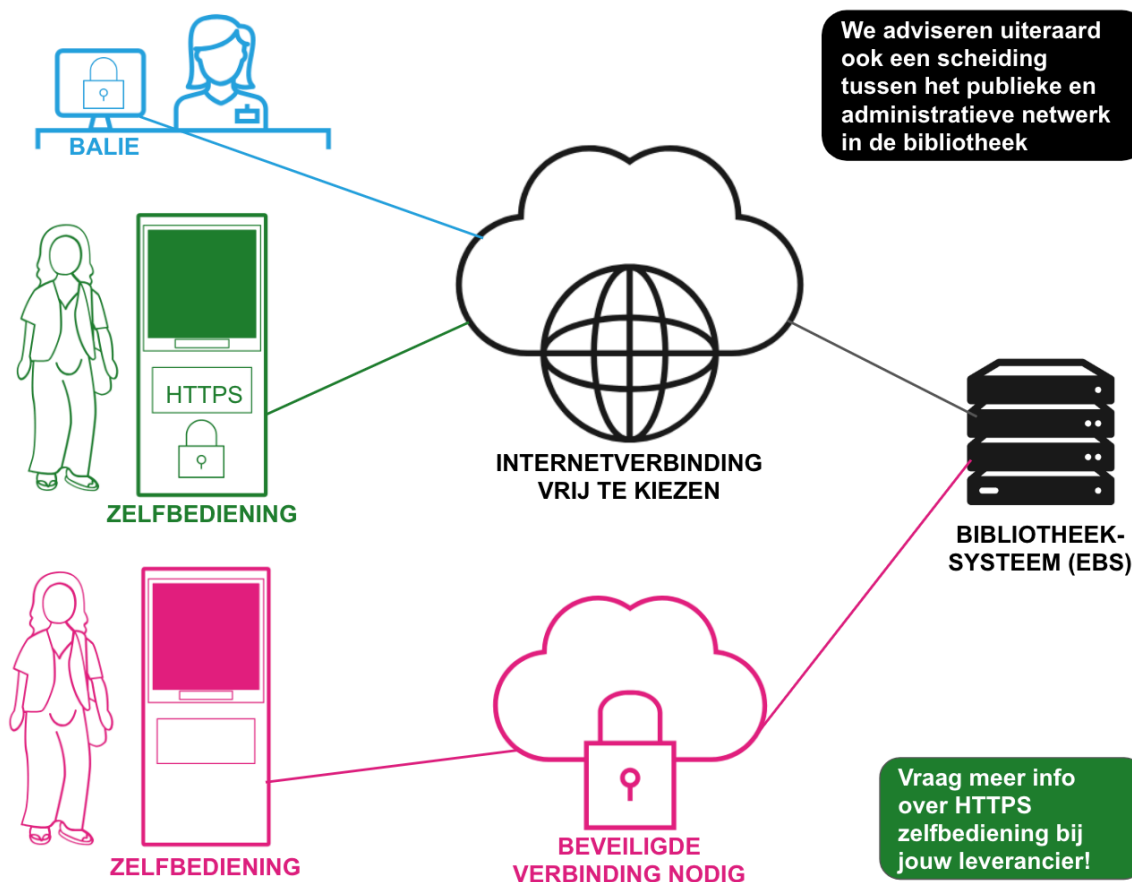 We adviseren uiteraard
ook een scheiding
tussen het publieke en
administratieve netwerk
in de bibliotheek
BALIE
HTTPS
ZELFBEDIENING
INTERNETVERBINDING
VRIJ TE KIEZEN
BIBLIOTHEEK-
SYSTEEM (EBS)
ZELFBEDIENING
BEVEILIGDE
VERBINDING NODIG
Vraag meer info
over HTTPS
zelfbediening bij
jouw leverancier!